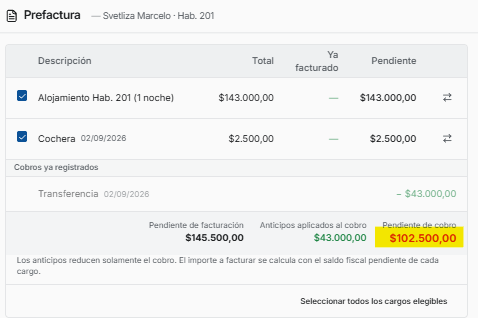 Prefactura — Svetliza Marcelo · Hab. 201
Descripción Total Ya facturado Pendiente
Alojamiento Hab. 201 (1 noche) $143.000,00 — $143.000,00
Cochera 02/09/2026 $2.500,00 — $2.500,00
Cobros ya registrados
Transferencia 02/09/2026 − $43.000,00
Pendiente de facturación Anticipos aplicados al cobro Pendiente de cobro
$145.500,00 $43.000,00 $102.500,00
Los anticipos reducen solamente el cobro. El importe a facturar se calcula con el saldo fiscal pendiente de cada
cargo.
Seleccionar todos los cargos elegibles